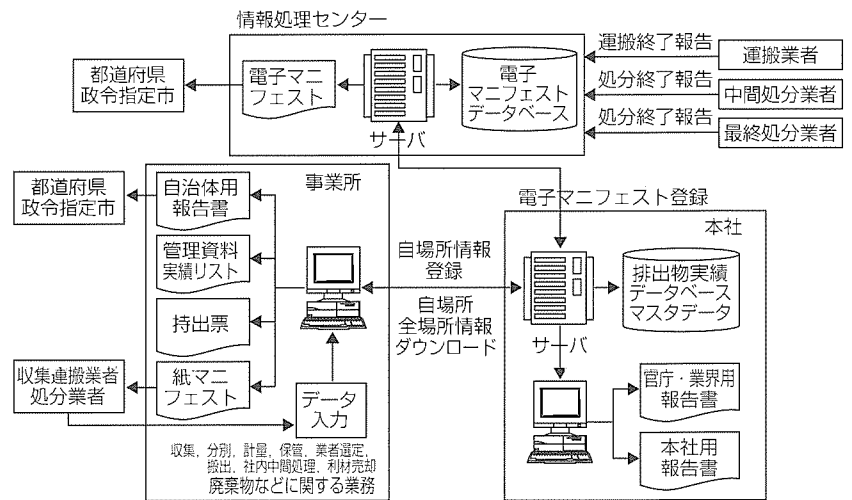 情報処理センター
都道府県
政令指定市
電子マニ
フェスト
サーバ
電子
マニフェスト
データベース
運搬終了報告
運搬業者
処分終了報告
中間処分業者
処分終了報告
最終処分業者
事業所
都道府県
政令指定市
自治体用
報告書
管理資料
実績リスト
持出票
収集運搬業者
処分業者
紙マニ
フェスト
データ
入力
収集、分別、計量、保管、業者選定、
搬出、社内中間処理、利材売却
廃棄物などに関する業務
自場所情報
登録
自場所
全場所情報
ダウンロード
電子マニフェスト登録
本社
サーバ
排出物実績
データベース
マスタデータ
官庁・業界用
報告書
本社用
報告書